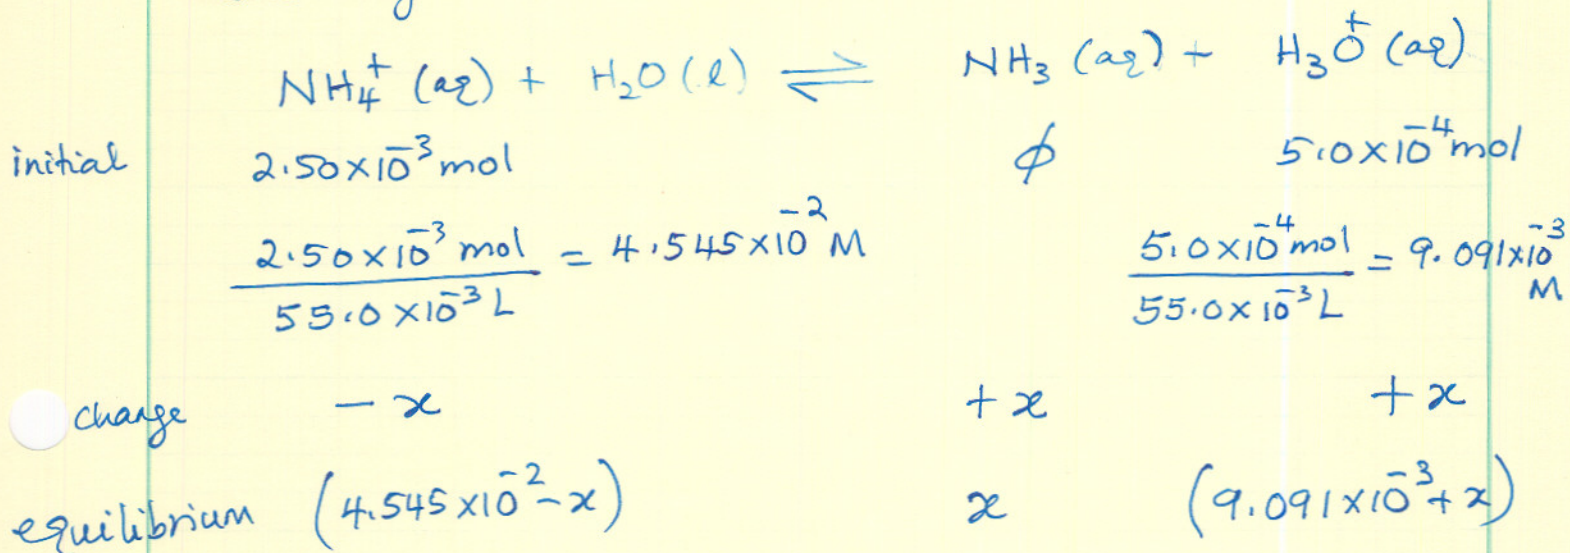 NH₄⁺ (aq) + H₂O (l) ⇌ NH₃ (aq) + H₃O⁺ (aq)
initial 2.50×10⁻³ mol ϕ 5.0×10⁻⁴ mol
2.50×10⁻³ mol / 55.0×10⁻³ L = 4.545×10⁻² M 5.0×10⁻⁴ mol / 55.0×10⁻³ L = 9.091×10⁻³ M
change −x +x +x
equilibrium (4.545×10⁻²−x) x (9.091×10⁻³+x)